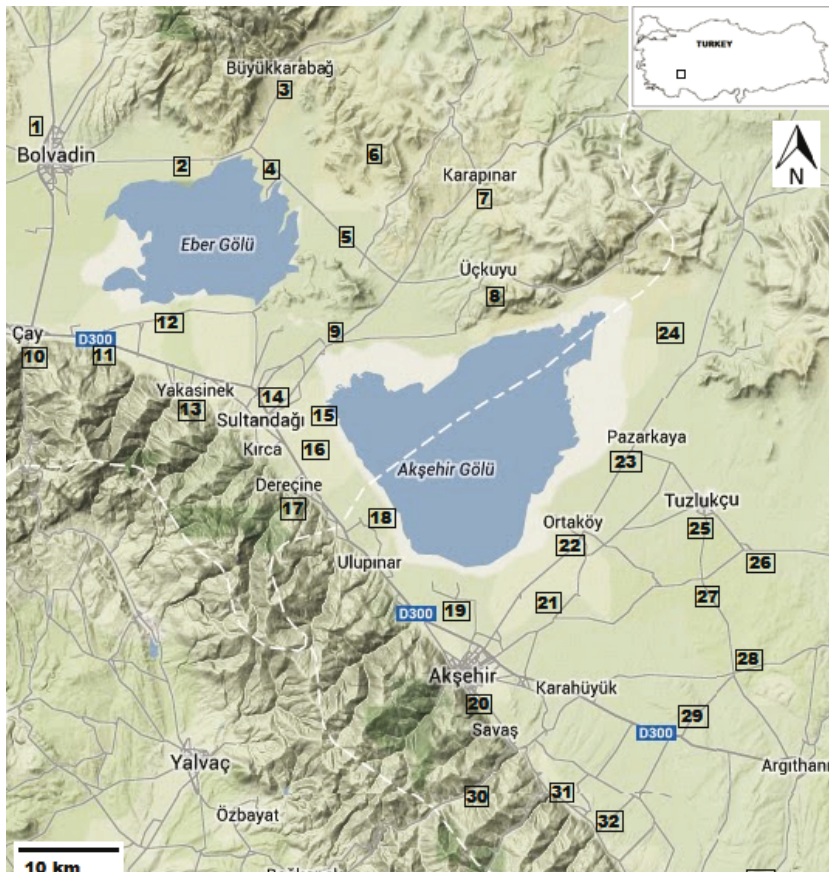 TURKEY
Büyükkarabağ
3
1
Bolvadin
N
2
4
6
Karapınar
7
5
Eber Gölü
Üçkuyu
8
12
9
24
Çay
D300
10
11
Yakasinek
13
14
Sultandağı
15
Kırca
16
Pazarkaya
23
Akşehir Gölü
Dereçine
17
18
Tuzlukçu
25
Ortaköy
22
Ulupınar
26
27
21
19
D300
28
Akşehir
Karahüyük
20
Savaş
29
D300
Yalvaç
Argıthanı
30
31
Özbayat
32
10 km